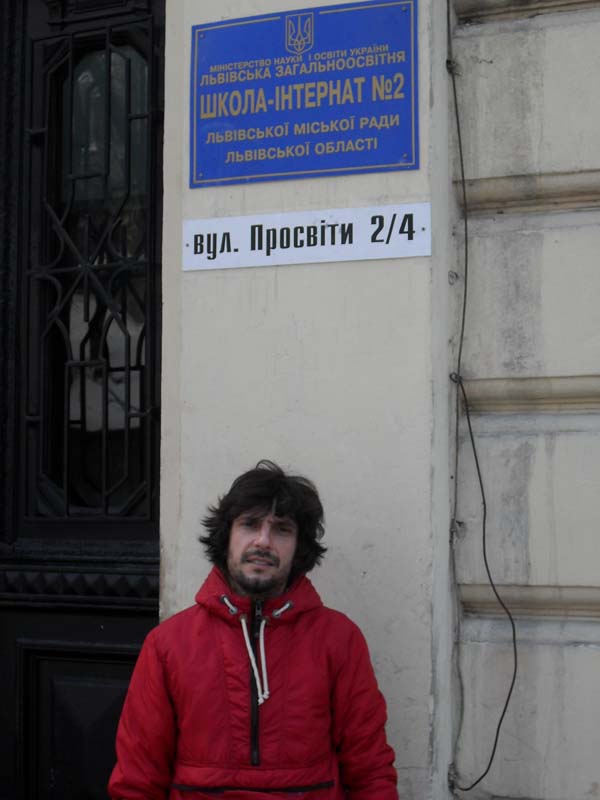 МІНІСТЕРСТВО НАУКИ І ОСВІТИ УКРАЇНИ
ЛЬВІВСЬКА ЗАГАЛЬНООСВІТНЯ
ШКОЛА-ІНТЕРНАТ №2
ЛЬВІВСЬКОЇ МІСЬКОЇ РАДИ
ЛЬВІВСЬКОЇ ОБЛАСТІ
вул. Просвіти 2/4